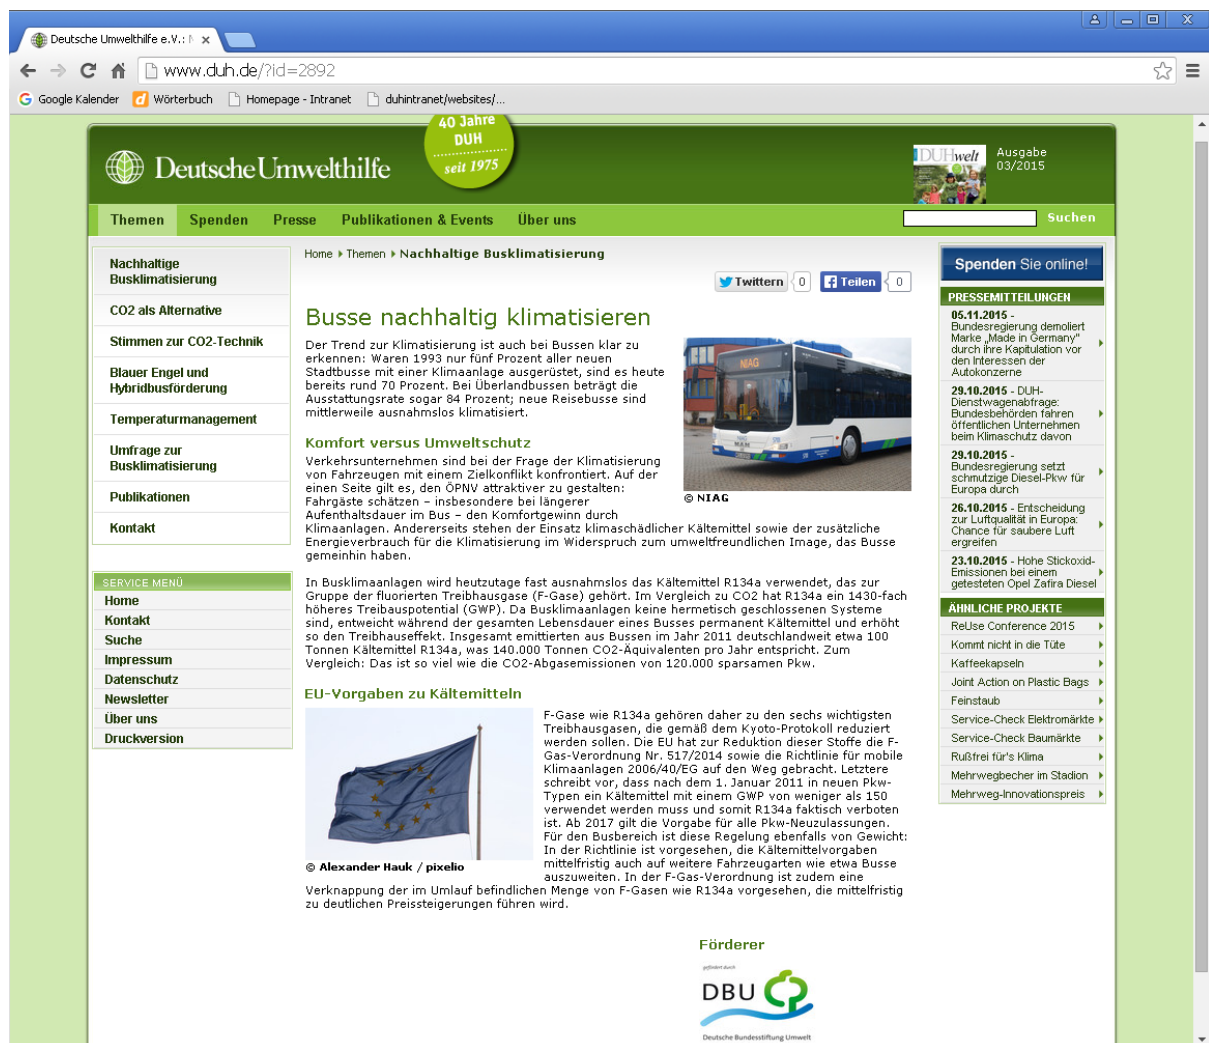 Deutsche Umwelthilfe e.V.: N
www.duh.de/?id=2892
Google Kalender
Wörterbuch
Homepage - Intranet
duhintranet/websites/...
Deutsche Umwelthilfe
40 Jahre
DUH
seit 1975
DUHwelt
Ausgabe
03/2015
Themen
Spenden
Presse
Publikationen & Events
Über uns
Suchen
Nachhaltige
Busklimatisierung
CO2 als Alternative
Stimmen zur CO2-Technik
Blauer Engel und
Hybridbusförderung
Temperaturmanagement
Umfrage zur
Busklimatisierung
Publikationen
Kontakt
SERVICE MENÜ
Home
Kontakt
Suche
Impressum
Datenschutz
Newsletter
Über uns
Druckversion
Home Themen Nachhaltige Busklimatisierung
Twittern 0 Teilen 0
Busse nachhaltig klimatisieren
Der Trend zur Klimatisierung ist auch bei Bussen klar zu
erkennen: Waren 1993 nur fünf Prozent aller neuen
Stadtbusse mit einer Klimaanlage ausgerüstet, sind es heute
bereits rund 70 Prozent. Bei Überlandbussen beträgt die
Ausstattungsrate sogar 84 Prozent; neue Reisebusse sind
mittlerweile ausnahmslos klimatisiert.
NIAG
MAN
© NIAG
Komfort versus Umweltschutz
Verkehrsunternehmen sind bei der Frage der Klimatisierung
von Fahrzeugen mit einem Zielkonflikt konfrontiert. Auf der
einen Seite gilt es, den ÖPNV attraktiver zu gestalten:
Fahrgäste schätzen – insbesondere bei längerer
Aufenthaltsdauer im Bus – den Komfortgewinn durch
Klimaanlagen. Andererseits stehen der Einsatz klimaschädlicher Kältemittel sowie der zusätzliche
Energieverbrauch für die Klimatisierung im Widerspruch zum umweltfreundlichen Image, das Busse
gemeinhin haben.
In Busklimaanlagen wird heutzutage fast ausnahmslos das Kältemittel R134a verwendet, das zur
Gruppe der fluorierten Treibhausgase (F-Gase) gehört. Im Vergleich zu CO2 hat R134a ein 1430-fach
höheres Treibauspotential (GWP). Da Busklimaanlagen keine hermetisch geschlossenen Systeme
sind, entweicht während der gesamten Lebensdauer eines Busses permanent Kältemittel und erhöht
so den Treibhauseffekt. Insgesamt emittierten aus Bussen im Jahr 2011 deutschlandweit etwa 100
Tonnen Kältemittel R134a, was 140.000 Tonnen CO2-Äquivalenten pro Jahr entspricht. Zum
Vergleich: Das ist so viel wie die CO2-Abgasemissionen von 120.000 sparsamen Pkw.
EU-Vorgaben zu Kältemitteln
F-Gase wie R134a gehören daher zu den sechs wichtigsten
Treibhausgasen, die gemäß dem Kyoto-Protokoll reduziert
werden sollen. Die EU hat zur Reduktion dieser Stoffe die F-
Gas-Verordnung Nr. 517/2014 sowie die Richtlinie für mobile
Klimaanlagen 2006/40/EG auf den Weg gebracht. Letztere
schreibt vor, dass nach dem 1. Januar 2011 in neuen Pkw-
Typen ein Kältemittel mit einem GWP von weniger als 150
verwendet werden muss und somit R134a faktisch verboten
ist. Ab 2017 gilt die Vorgabe für alle Pkw-Neuzulassungen.
Für den Busbereich ist diese Regelung ebenfalls von Gewicht:
In der Richtlinie ist vorgesehen, die Kältemittelvorgaben
mittelfristig auch auf weitere Fahrzeugarten wie etwa Busse
auszuweiten. In der F-Gas-Verordnung ist zudem eine
© Alexander Hauk / pixelio
Verknappung der im Umlauf befindlichen Menge von F-Gasen wie R134a vorgesehen, die mittelfristig
zu deutlichen Preissteigerungen führen wird.
Förderer
gefördert durch
DBU
Deutsche Bundesstiftung Umwelt
Spenden Sie online!
PRESSEMITTEILUNGEN
05.11.2015 -
Bundesregierung demoliert
Marke „Made in Germany"
durch ihre Kapitulation vor
den Interessen der
Autokonzerne
29.10.2015 - DUH-
Dienstwagenabfrage:
Bundesbehörden fahren
öffentlichen Unternehmen
beim Klimaschutz davon
29.10.2015 -
Bundesregierung setzt
schmutzige Diesel-Pkw für
Europa durch
26.10.2015 - Entscheidung
zur Luftqualität in Europa:
Chance für saubere Luft
ergreifen
23.10.2015 - Hohe Stickoxid-
Emissionen bei einem
getesteten Opel Zafira Diesel
ÄHNLICHE PROJEKTE
ReUse Conference 2015
Kommt nicht in die Tüte
Kaffeekapseln
Joint Action on Plastic Bags
Feinstaub
Service-Check Elektromärkte
Service-Check Baumärkte
Rußfrei für's Klima
Mehrwegbecher im Stadion
Mehrweg-Innovationspreis